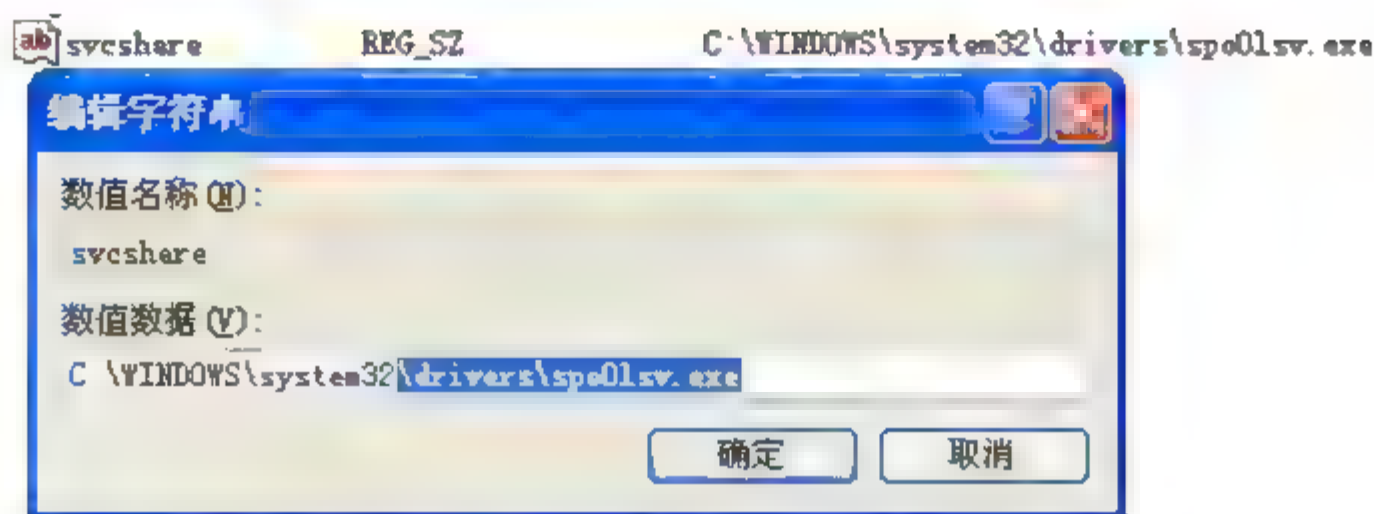 ab svcshare REG_SZ C:\WINDOWS\system32\drivers\spo0lsv.exe
编辑字符串
数值名称(N):
svcshare
数值数据(V):
C \WINDOWS\system32\drivers\spo0lsv.exe
确定 取消